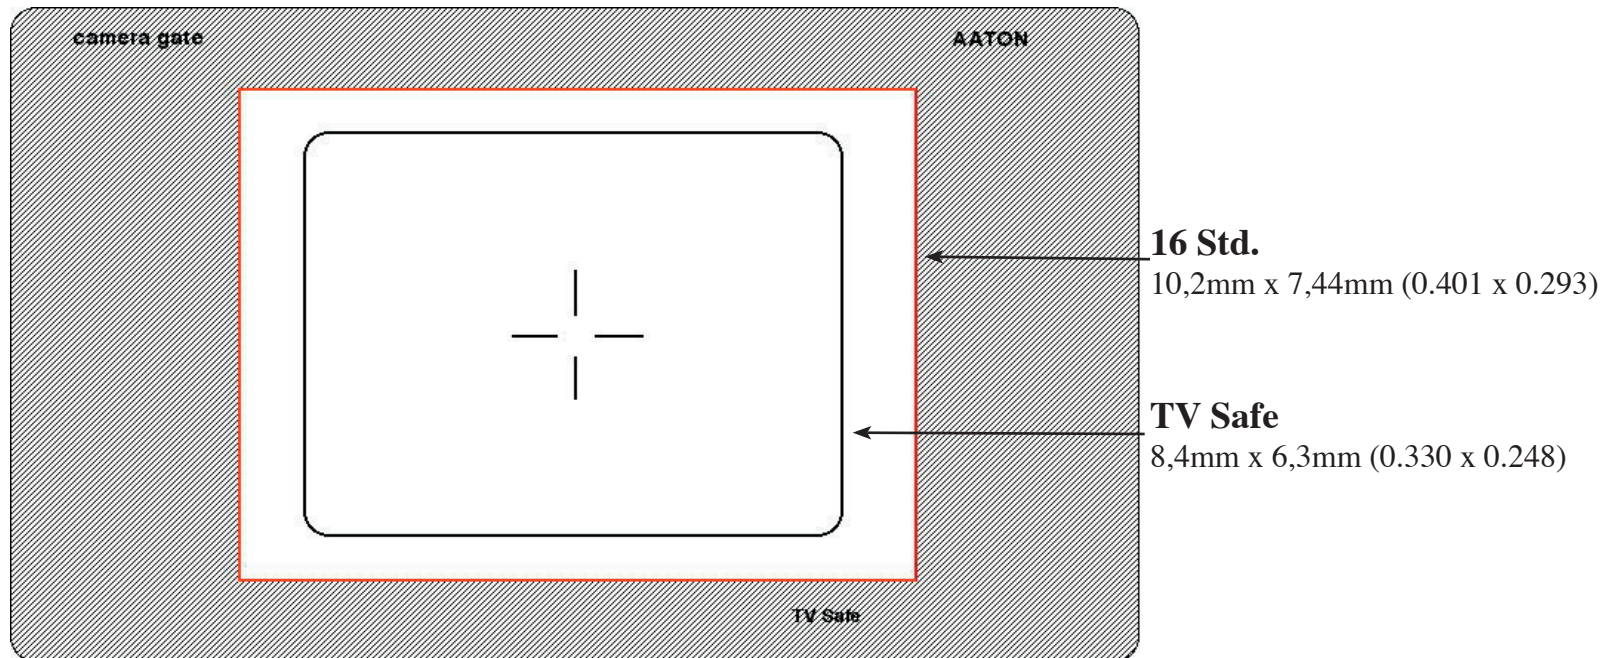 camera gate
AATON
16 Std.
10,2mm x 7,44mm (0.401 x 0.293)
TV Safe
8,4mm x 6,3mm (0.330 x 0.248)
TV Safe